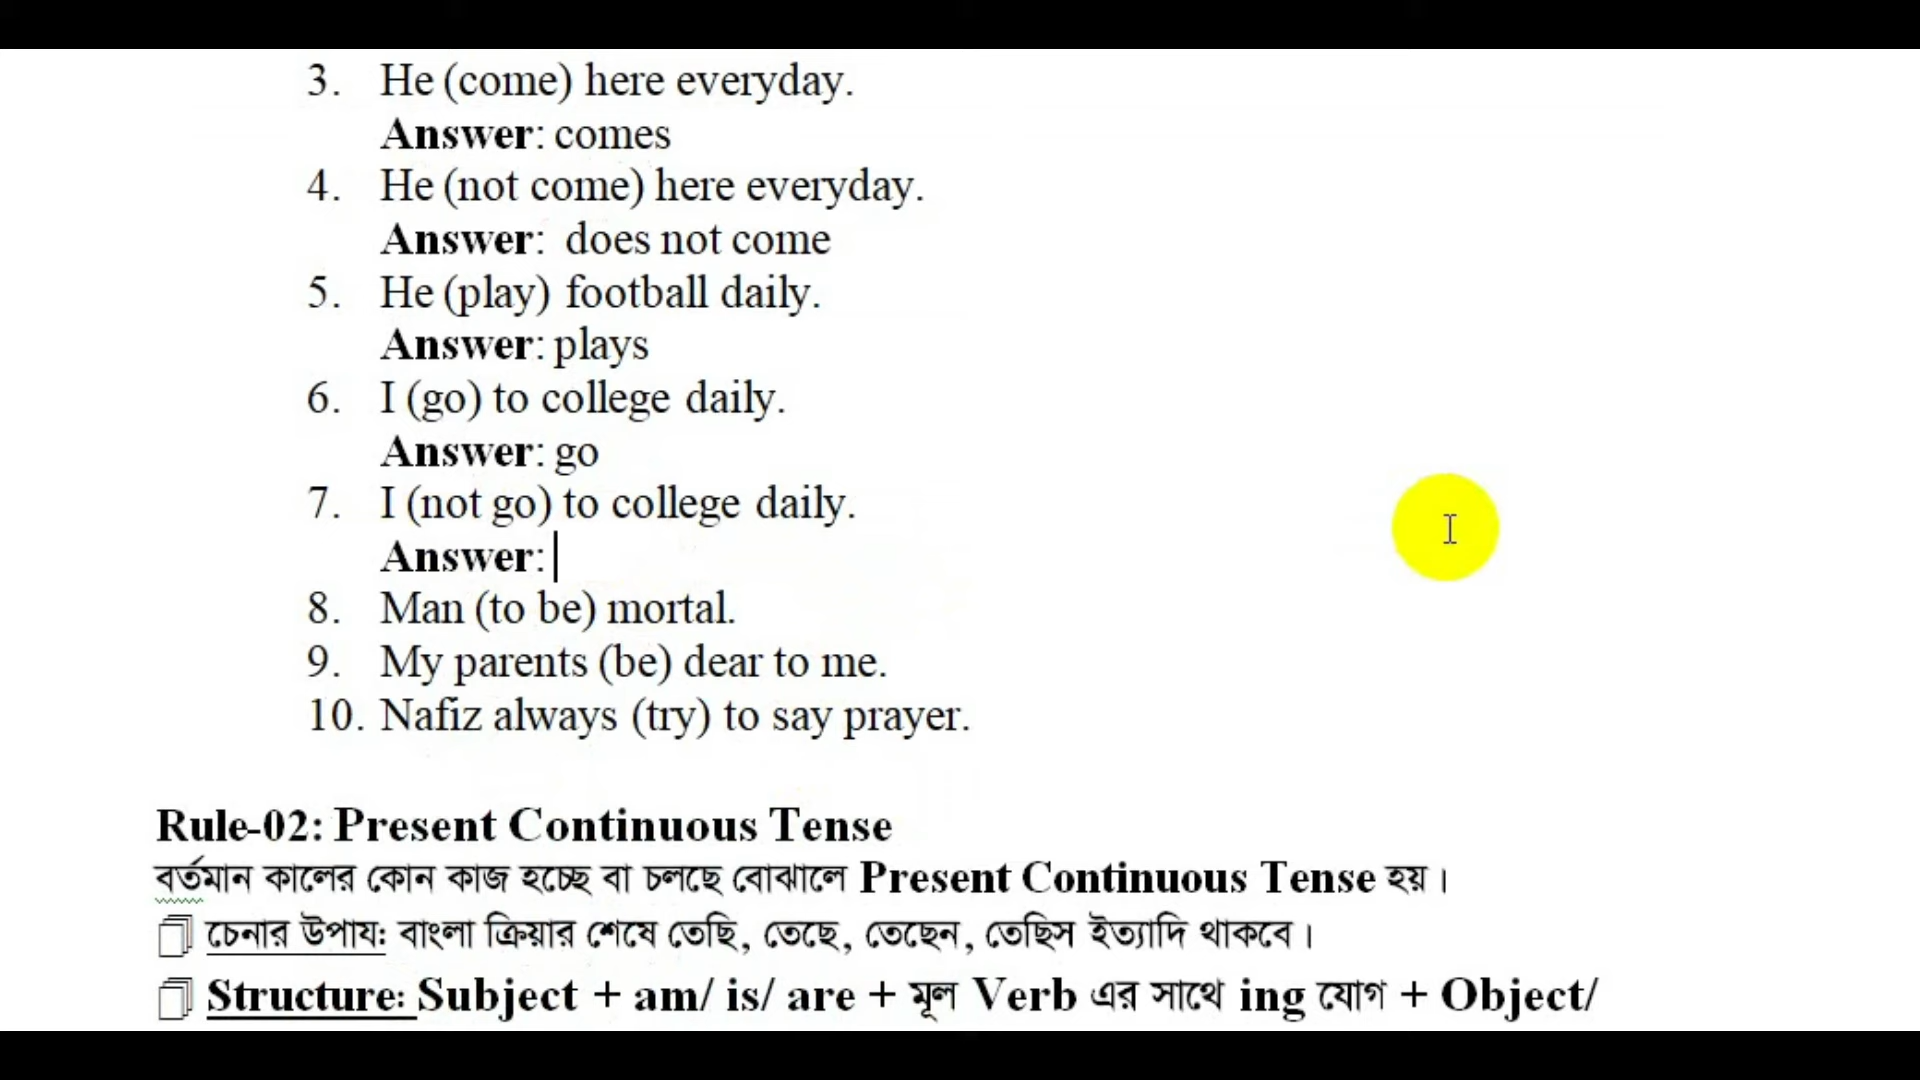 3. He (come) here everyday.
Answer: comes
4. He (not come) here everyday.
Answer: does not come
5. He (play) football daily.
Answer: plays
6. I (go) to college daily.
Answer: go
7. I (not go) to college daily.
Answer:
8. Man (to be) mortal.
9. My parents (be) dear to me.
10. Nafiz always (try) to say prayer.
Rule-02: Present Continuous Tense
বর্তমান কালের কোন কাজ হচ্ছে বা চলছে বোঝালে Present Continuous Tense হয়।
চেনার উপায: বাংলা ক্রিয়ার শেষে তেছি, তেছে, তেছেন, তেছিস ইত্যাদি থাকবে।
Structure: Subject + am/ is/ are + মূল Verb এর সাথে ing যোগ + Object/